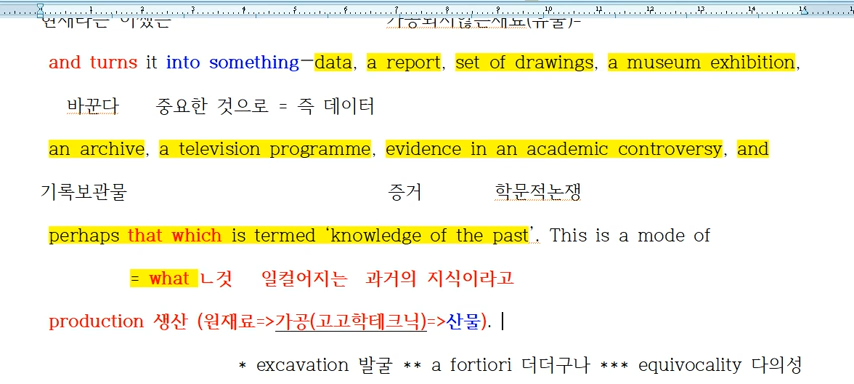 and turns it into something—data, a report, set of drawings, a museum exhibition,
바꾼다 중요한 것으로 = 즉 데이터
an archive, a television programme, evidence in an academic controversy, and
기록보관물 증거 학문적논쟁
perhaps that which is termed ‘knowledge of the past’. This is a mode of
= what ㄴ것 일컬어지는 과거의 지식이라고
production 생산 (원재료=>가공(고고학테크닉)=>산물).
* excavation 발굴 ** a fortiori 더더구나 *** equivocality 다의성